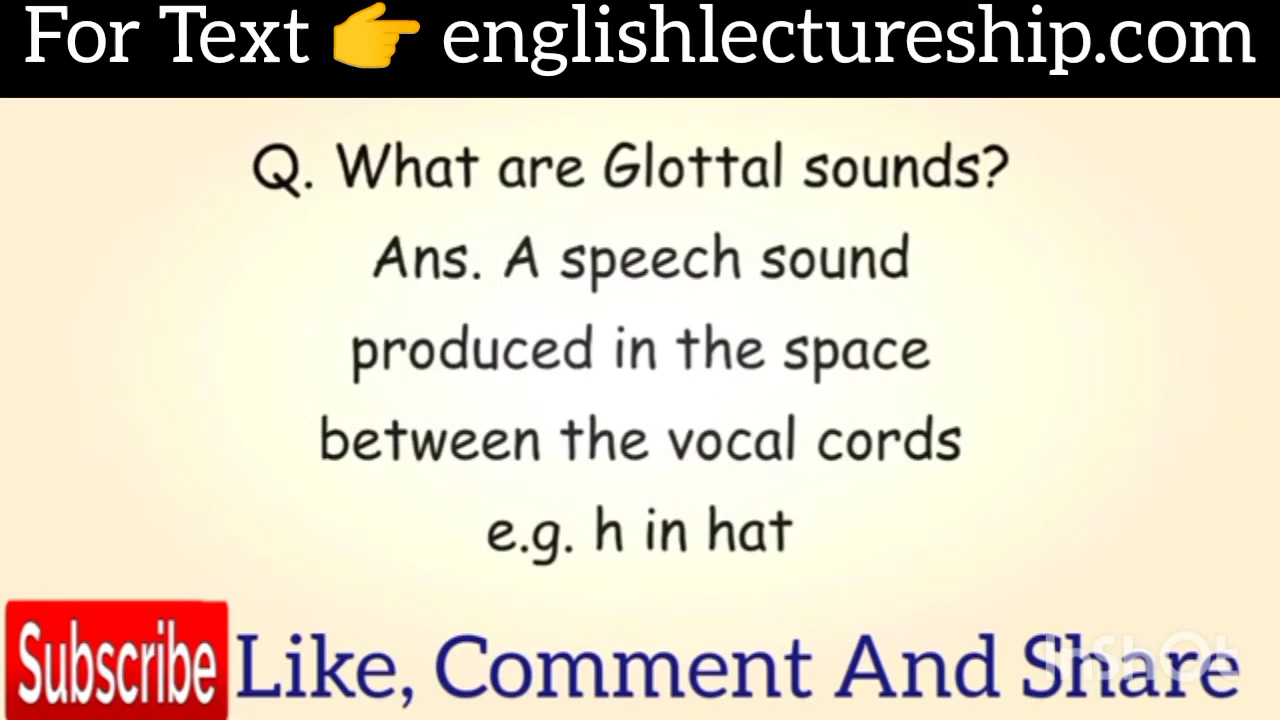 For Text 👉 englishlectureship.com
Q. What are Glottal sounds?
Ans. A speech sound
produced in the space
between the vocal cords
e.g. h in hat
Subscribe Like, Comment And Share
InShOt